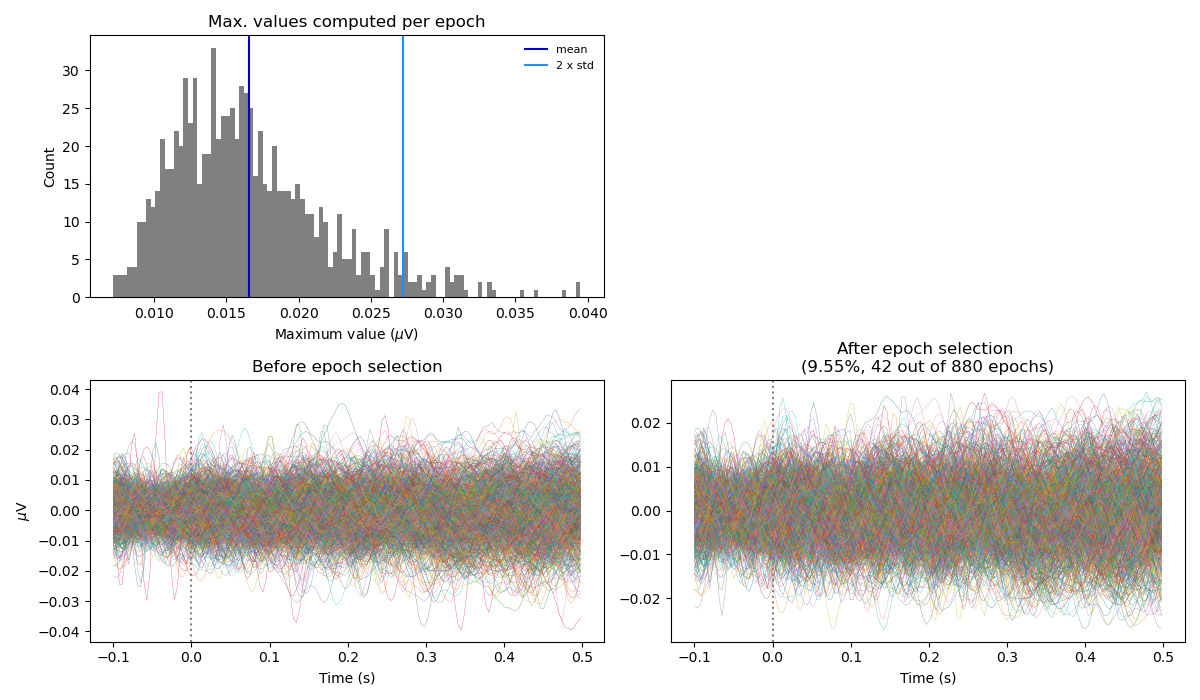 Max. values computed per epoch
mean
2 x std
30
25
20
15
10
5
0
Count
0.010 0.015 0.020 0.025 0.030 0.035 0.040
Maximum value (μV)
Before epoch selection
0.04
0.03
0.02
0.01
0.00
−0.01
−0.02
−0.03
−0.04
μV
−0.1 0.0 0.1 0.2 0.3 0.4 0.5
Time (s)
After epoch selection
(9.55%, 42 out of 880 epochs)
0.02
0.01
0.00
−0.01
−0.02
−0.1 0.0 0.1 0.2 0.3 0.4 0.5
Time (s)